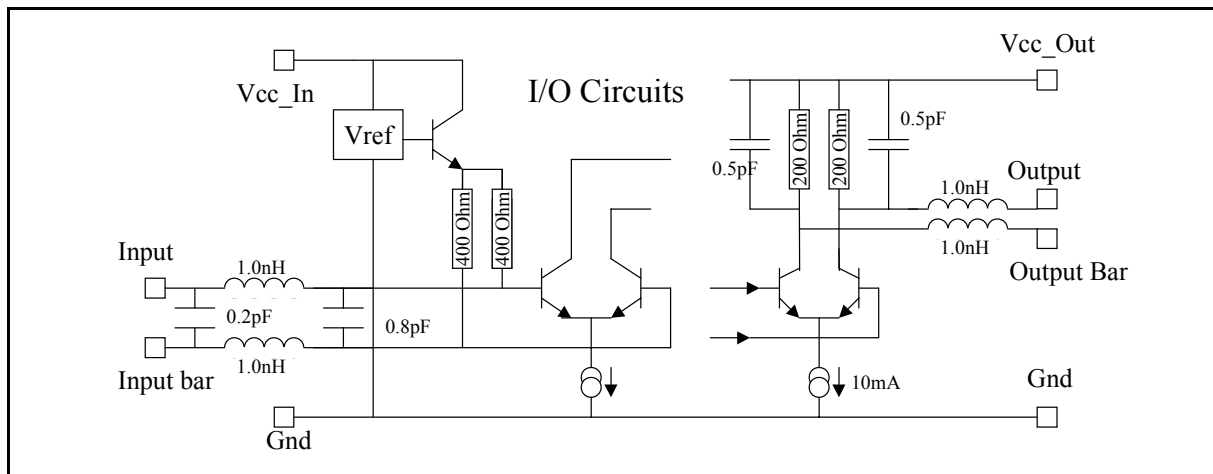 Vcc_In
I/O Circuits
Vcc_Out
Vref
0.5pF
0.5pF
200 Ohm
200 Ohm
400 Ohm
400 Ohm
1.0nH
Output
1.0nH
Output Bar
Input
1.0nH
0.2pF
0.8pF
1.0nH
Input bar
10mA
Gnd
Gnd